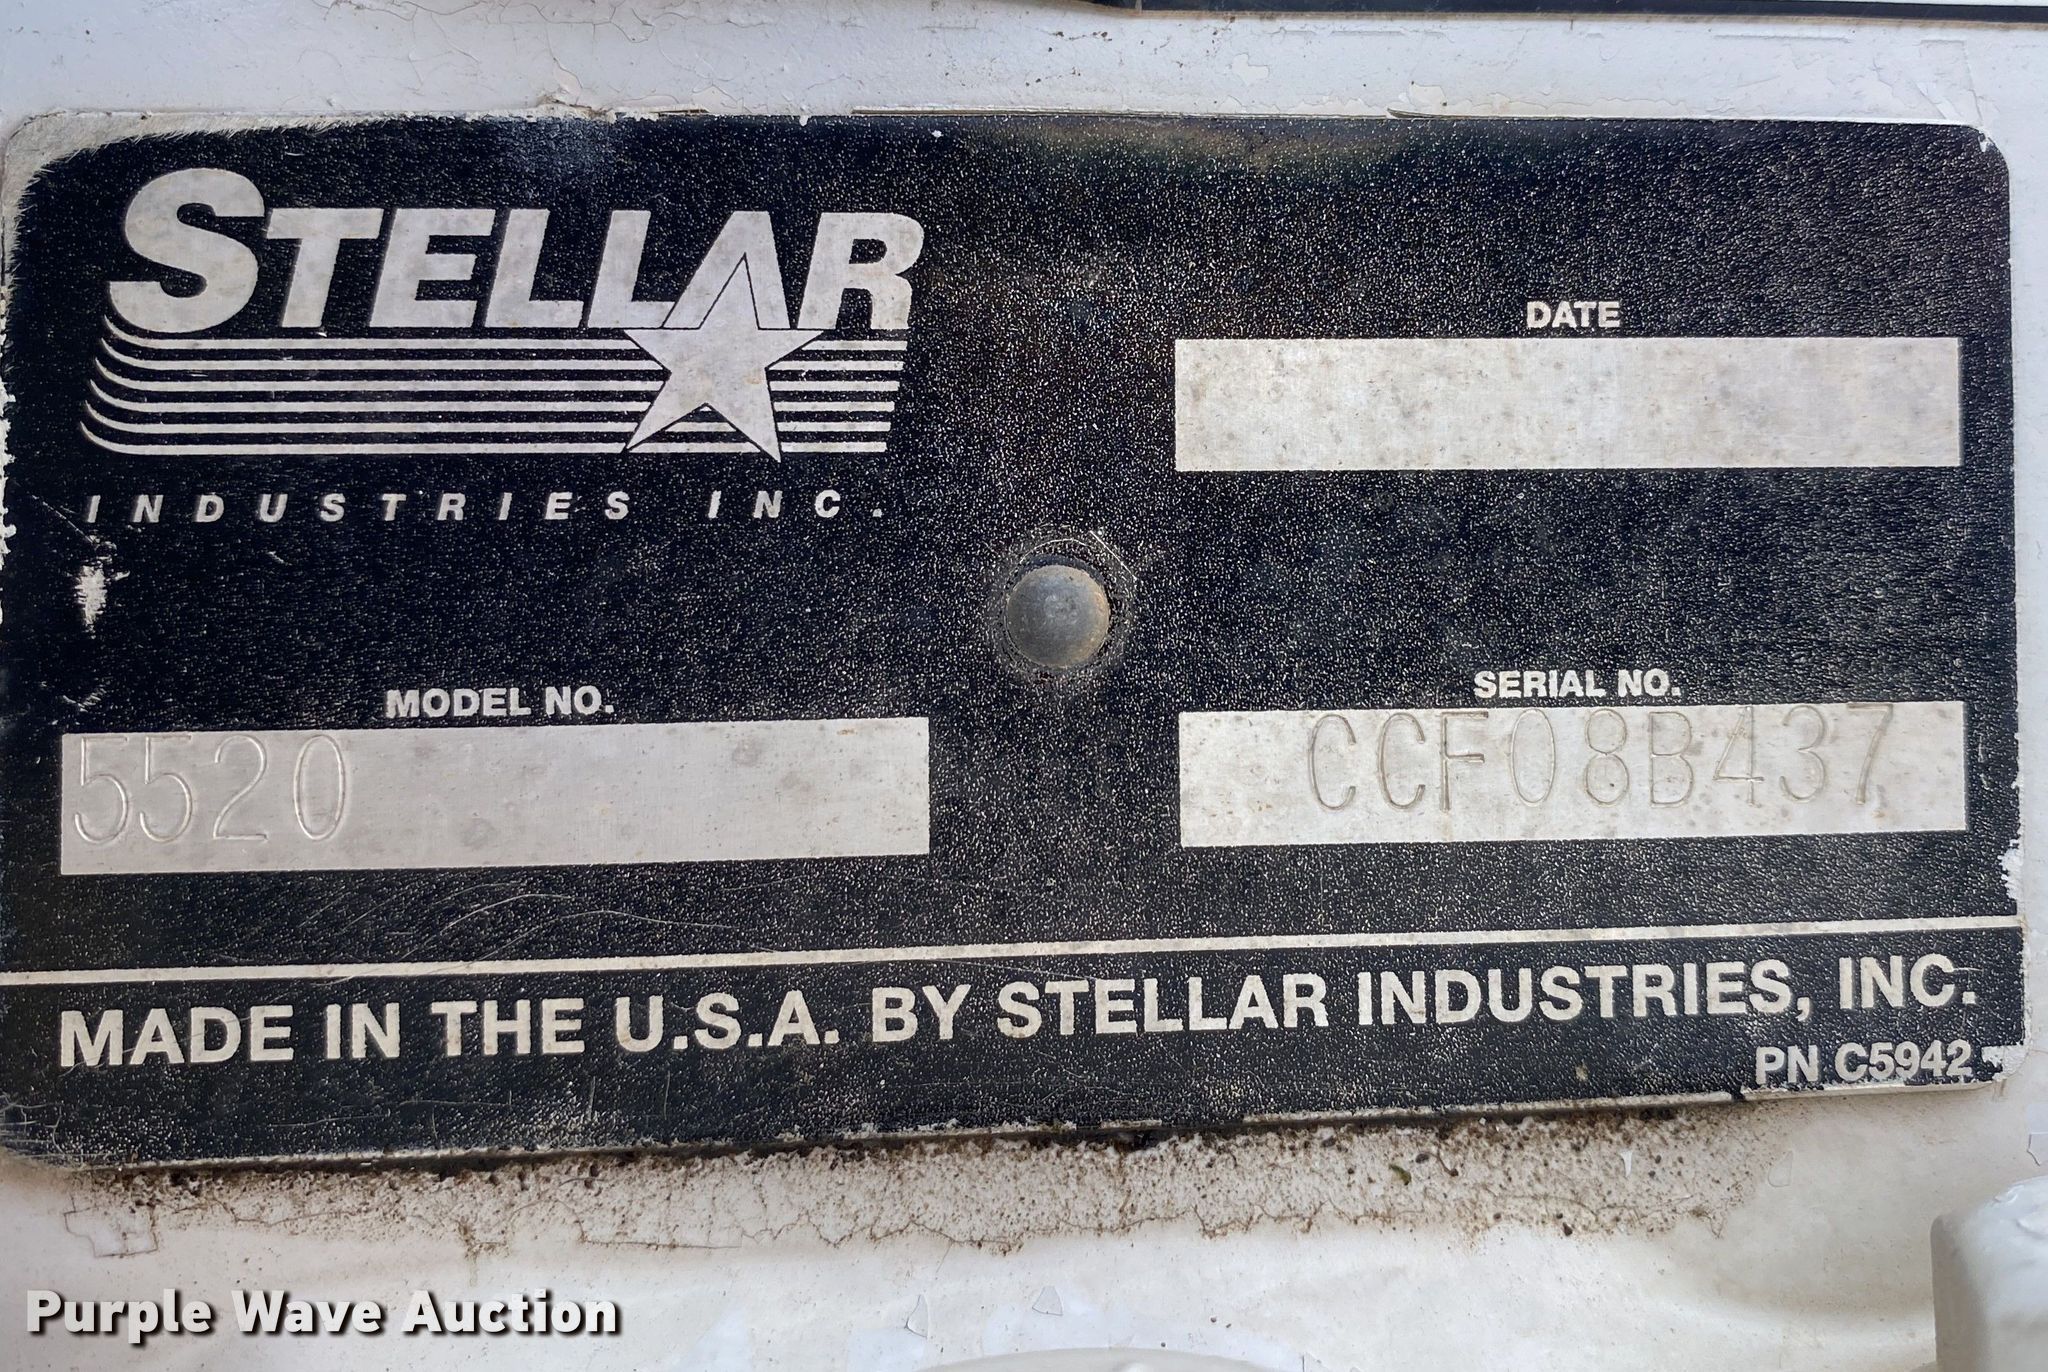 STELLAR
INDUSTRIES INC.
DATE
MODEL NO.
5520
SERIAL NO.
CCF08B437
MADE IN THE U.S.A. BY STELLAR INDUSTRIES, INC.
PN C5942
Purple Wave Auction